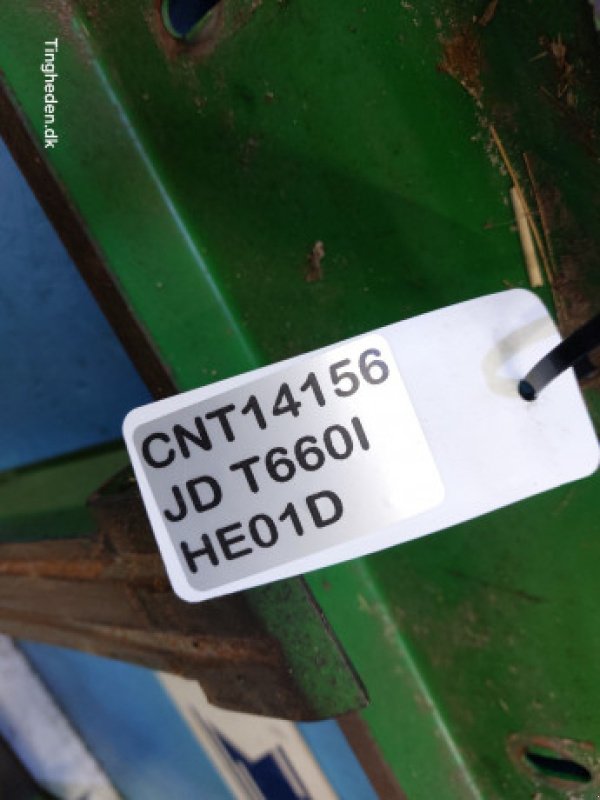 Tingheden.dk
CNT14156
JD T660I
HE01D